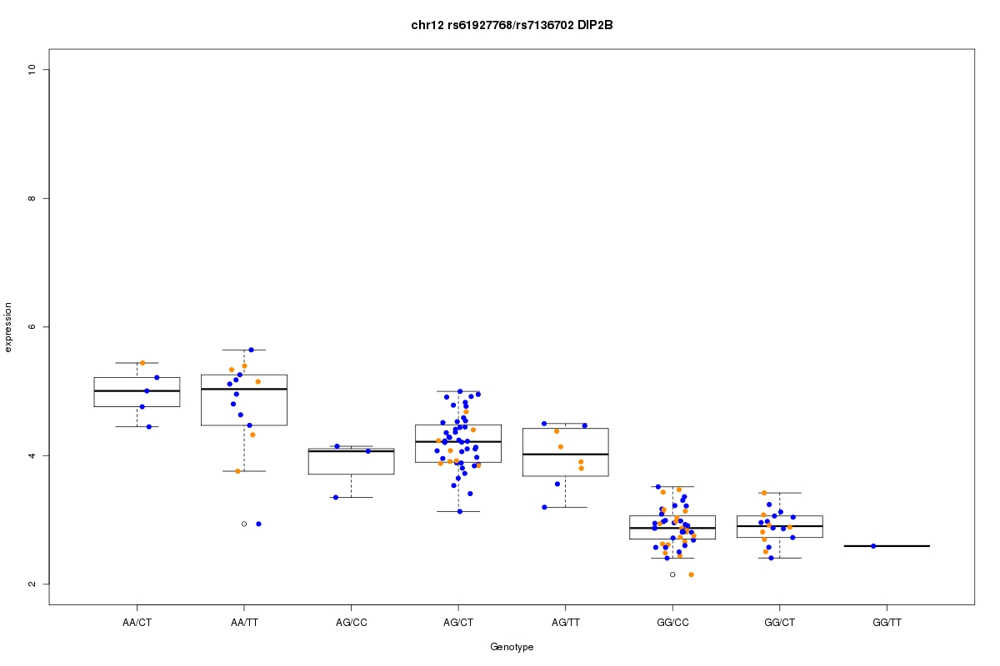 chr12 rs61927768/rs7136702 DIP2B
10
8
6
4
2
expression
AA/CT AA/TT AG/CC AG/CT AG/TT GG/CC GG/CT GG/TT
Genotype